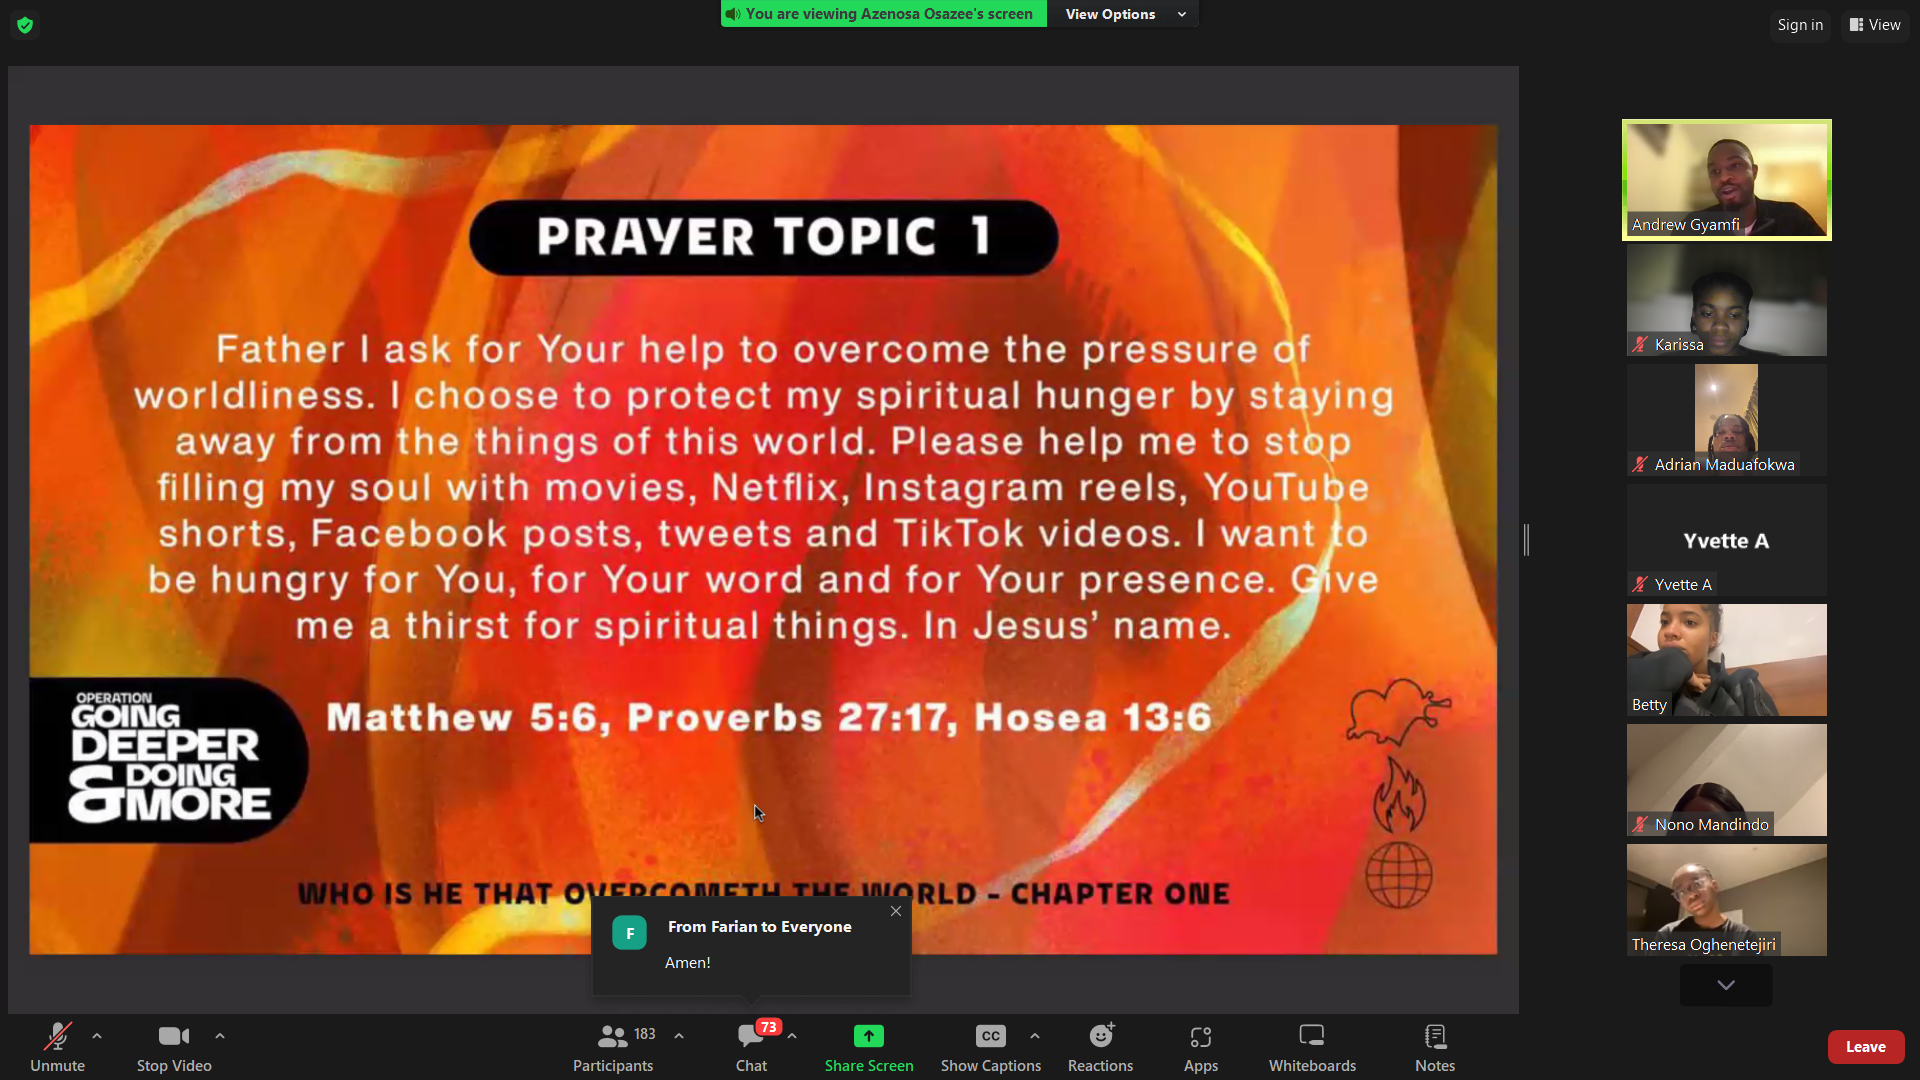 You are viewing Azenosa Osazee's screen
View Options
Sign in
View
PRAYER TOPIC 1
Father I ask for Your help to overcome the pressure of
worldliness. I choose to protect my spiritual hunger by staying
away from the things of this world. Please help me to stop
filling my soul with movies, Netflix, Instagram reels, YouTube
shorts, Facebook posts, tweets and TikTok videos. I want to
be hungry for You, for Your word and for Your presence. Give
me a thirst for spiritual things. In Jesus' name.
Matthew 5:6, Proverbs 27:17, Hosea 13:6
OPERATION
GOING
DEEPER
& DOING
MORE
WHO IS HE THAT OVERCOMETH THE WORLD - CHAPTER ONE
F
From Farian to Everyone
Amen!
Andrew Gyamfi
Karissa
Adrian Maduafokwa
Yvette A
Yvette A
Betty
Nono Mandindo
Theresa Oghenetejiri
Unmute
Stop Video
183
Participants
73
Chat
Share Screen
CC
Show Captions
Reactions
Apps
Whiteboards
Notes
Leave